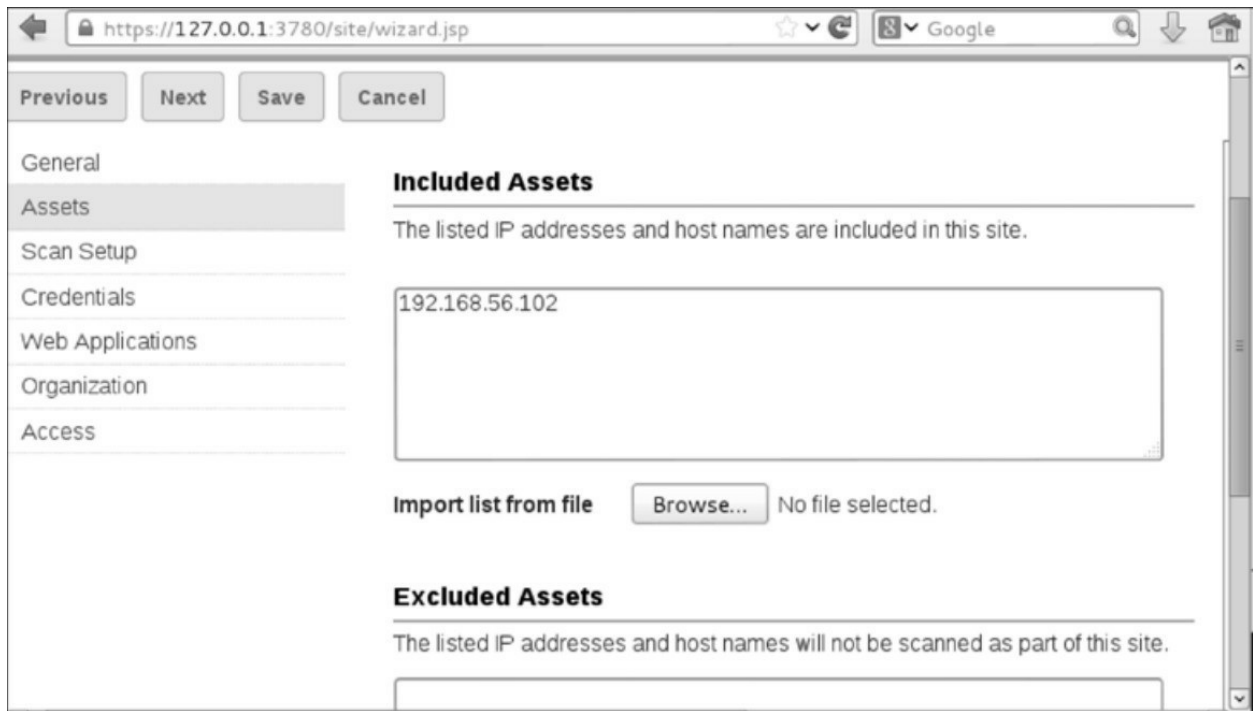 https://127.0.0.1:3780/site/wizard.jsp
Google
Previous Next Save Cancel
General
Assets
Scan Setup
Credentials
Web Applications
Organization
Access
Included Assets
The listed IP addresses and host names are included in this site.
192.168.56.102
Import list from file Browse... No file selected.
Excluded Assets
The listed IP addresses and host names will not be scanned as part of this site.